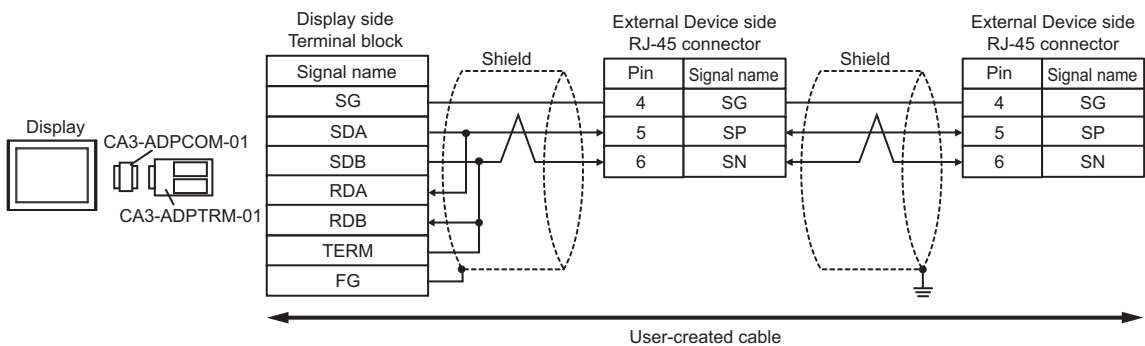 Display
CA3-ADPCOM-01
CA3-ADPTRM-01
Display side
Terminal block
Signal name
SG
SDA
SDB
RDA
RDB
TERM
FG
Shield
External Device side
RJ-45 connector
Pin Signal name
4 SG
5 SP
6 SN
Shield
External Device side
RJ-45 connector
Pin Signal name
4 SG
5 SP
6 SN
User-created cable